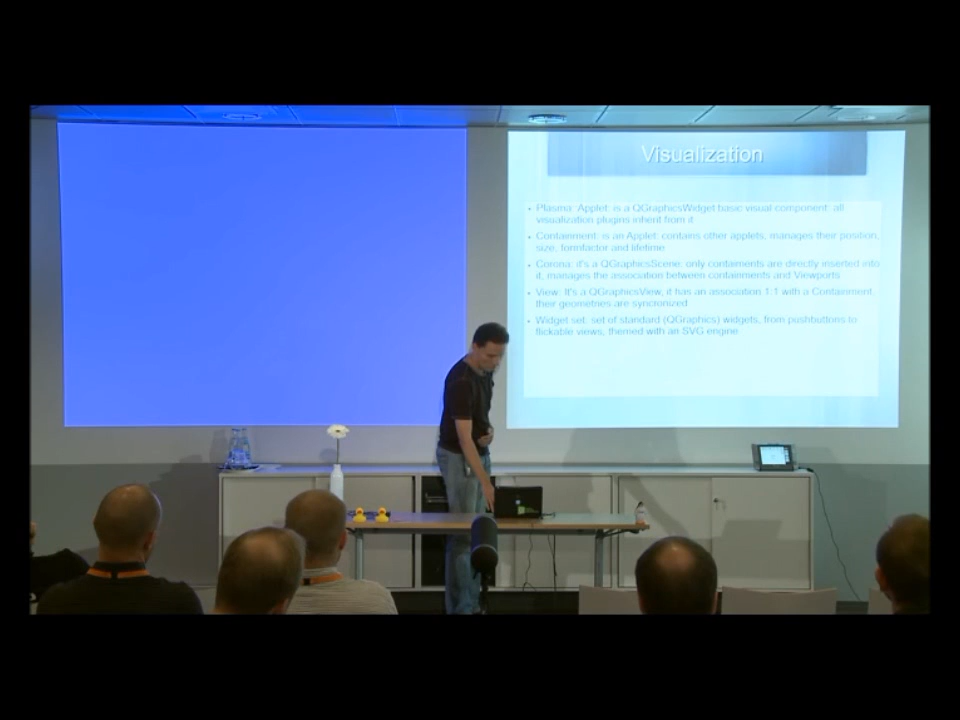 Visualization
Plasma: Applet: is a QGraphicsWidget basic visual component: all
visualization plugins inherit from it
Containment: is an Applet: contains other applets, manages their position,
size, formfactor and lifetime
Corona: it's a QGraphicsScene: only containments are directly inserted into
it, manages the association between containments and Viewports
View: It's a QGraphicsView, it has an association 1:1 with a Containment,
their geometries are syncronized
Widget set: set of standard (QGraphics) widgets, from pushbuttons to
flickable views, themed with an SVG engine